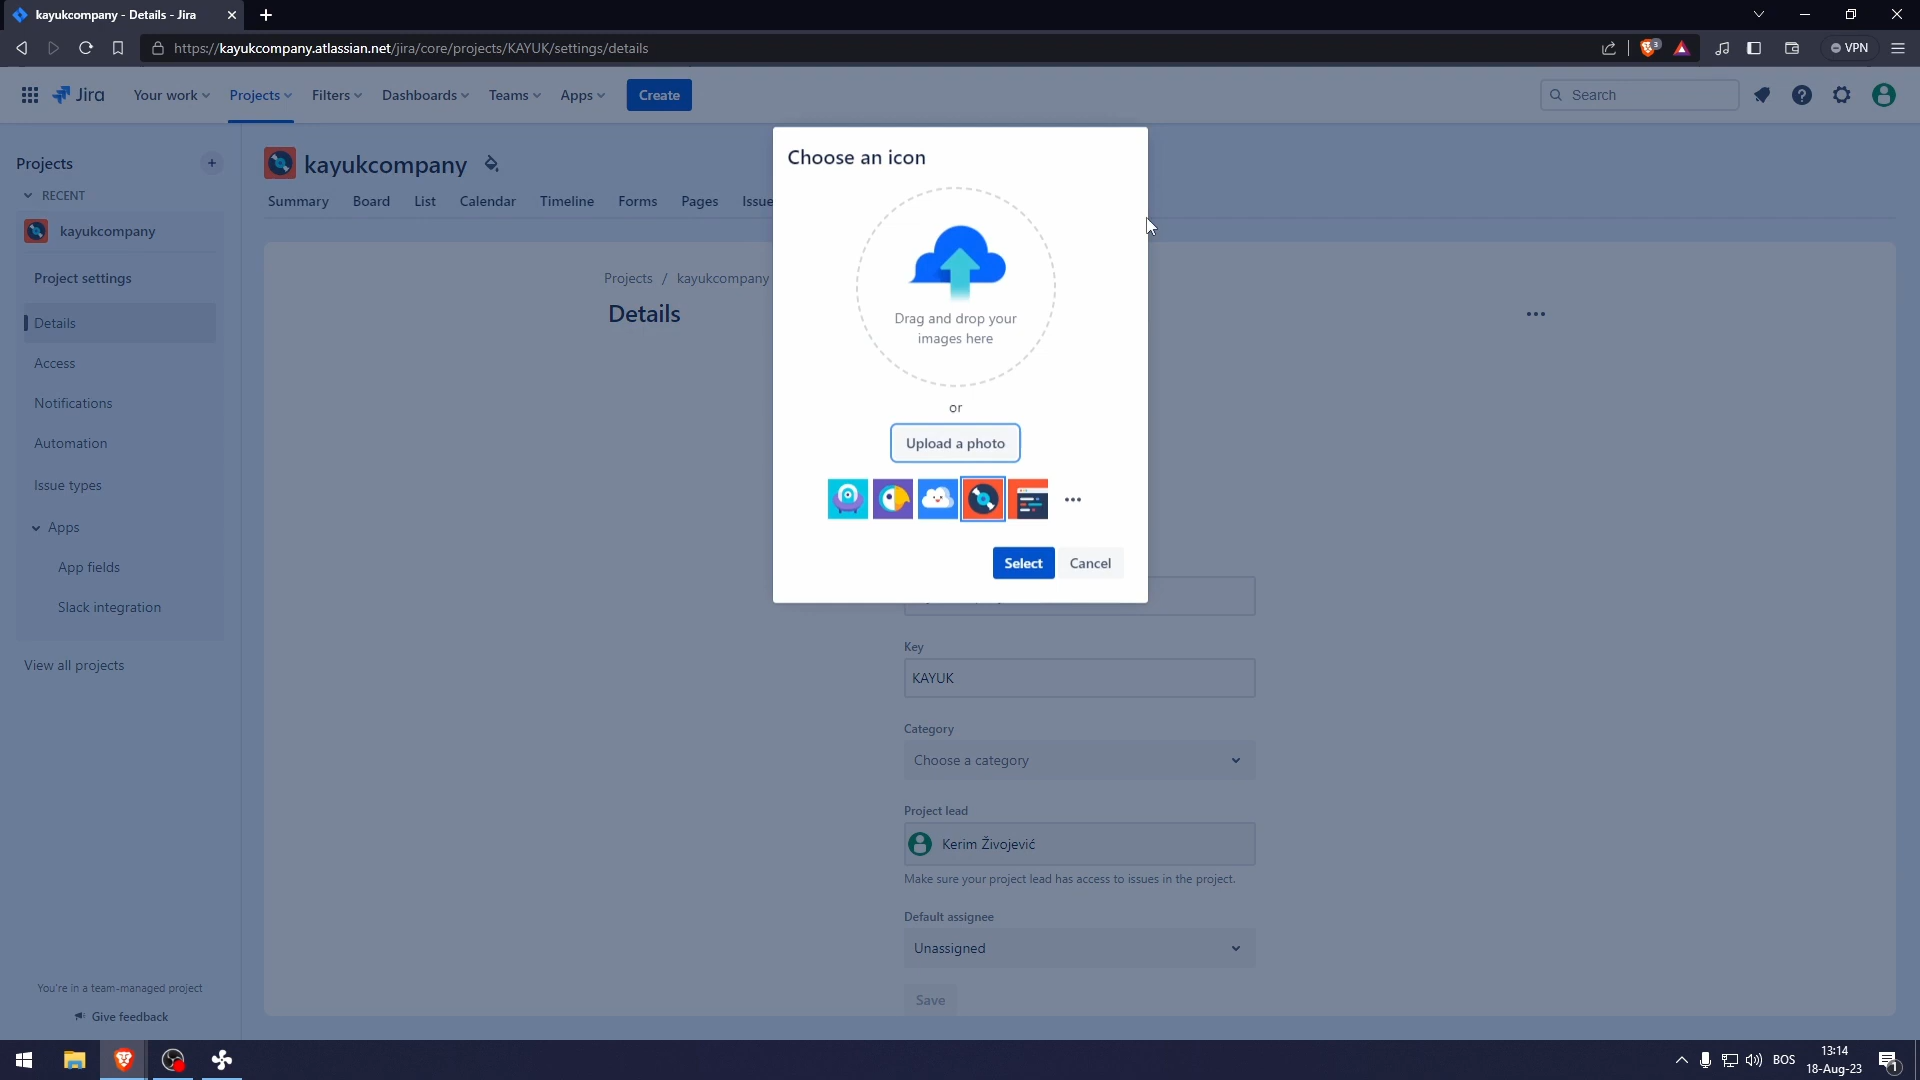 kayukcompany - Details - Jira
https://kayukcompany.atlassian.net/jira/core/projects/KAYUK/settings/details
3
VPN
Jira
Your work
Projects
Filters
Dashboards
Teams
Apps
Create
Search
Projects
RECENT
kayukcompany
Project settings
Details
Access
Notifications
Automation
Issue types
Apps
App fields
Slack integration
View all projects
You're in a team-managed project
Give feedback
kayukcompany
Summary
Board
List
Calendar
Timeline
Forms
Pages
Issue
Projects / kayukcompany
Details
Choose an icon
Drag and drop your
images here
or
Upload a photo
Select
Cancel
Key
KAYUK
Category
Choose a category
Project lead
Kerim Živojević
Make sure your project lead has access to issues in the project.
Default assignee
Unassigned
Save
BOS
13:14
18-Aug-23
1